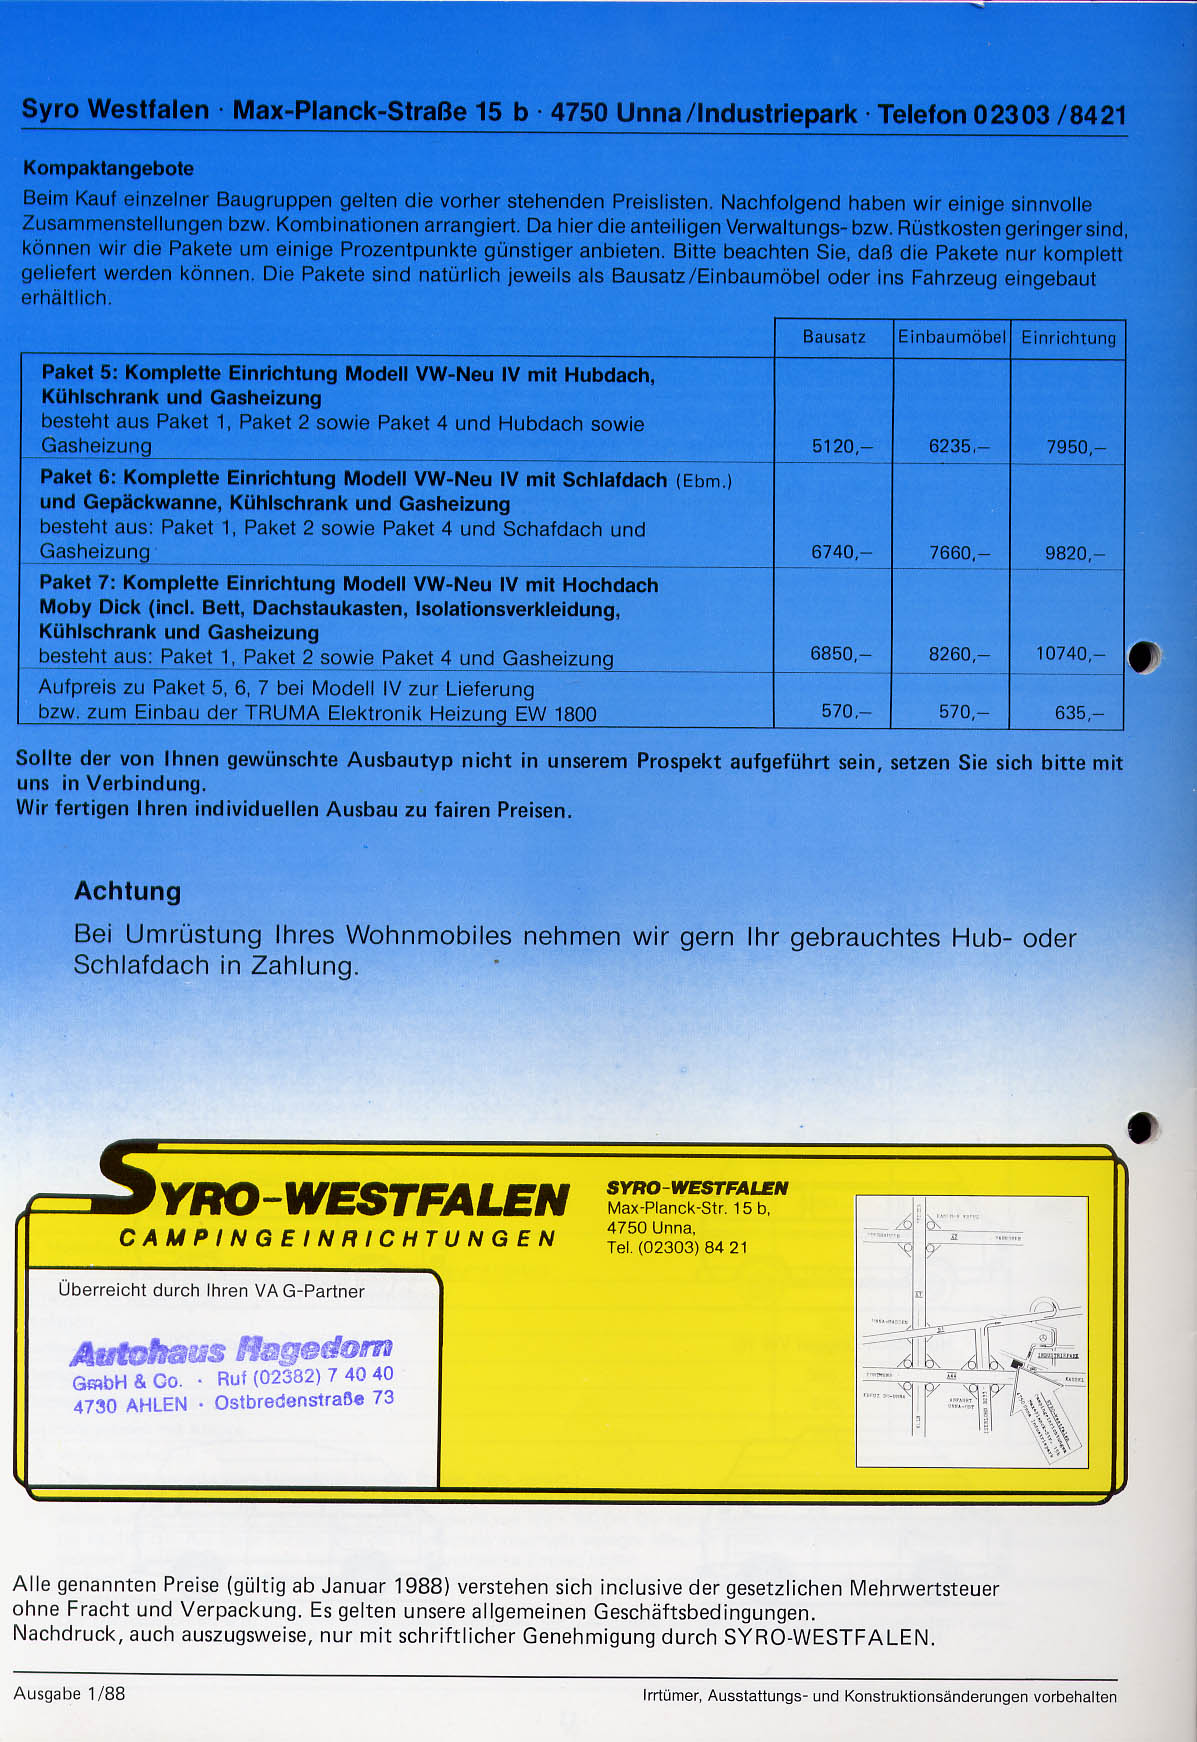 Syro Westfalen · Max-Planck-Straße 15 b · 4750 Unna/Industriepark · Telefon 02303/8421
Kompaktangebote
Beim Kauf einzelner Baugruppen gelten die vorher stehenden Preislisten. Nachfolgend haben wir einige sinnvolle
Zusammenstellungen bzw. Kombinationen arrangiert. Da hier die anteiligen Verwaltungs- bzw. Rüstkosten geringer sind,
können wir die Pakete um einige Prozentpunkte günstiger anbieten. Bitte beachten Sie, daß die Pakete nur komplett
geliefert werden können. Die Pakete sind natürlich jeweils als Bausatz/Einbaumöbel oder ins Fahrzeug eingebaut
erhältlich.
Bausatz Einbaumöbel Einrichtung
Paket 5: Komplette Einrichtung Modell VW-Neu IV mit Hubdach,
Kühlschrank und Gasheizung
besteht aus Paket 1, Paket 2 sowie Paket 4 und Hubdach sowie
Gasheizung 5120,— 6235,— 7950,—
Paket 6: Komplette Einrichtung Modell VW-Neu IV mit Schlafdach (Ebm.)
und Gepäckwanne, Kühlschrank und Gasheizung
besteht aus: Paket 1, Paket 2 sowie Paket 4 und Schafdach und
Gasheizung 6740,— 7660,— 9820,—
Paket 7: Komplette Einrichtung Modell VW-Neu IV mit Hochdach
Moby Dick (incl. Bett, Dachstaukasten, Isolationsverkleidung,
Kühlschrank und Gasheizung
besteht aus: Paket 1, Paket 2 sowie Paket 4 und Gasheizung 6850,— 8260,— 10740,—
Aufpreis zu Paket 5, 6, 7 bei Modell IV zur Lieferung
bzw. zum Einbau der TRUMA Elektronik Heizung EW 1800 570,— 570,— 635,—
Sollte der von Ihnen gewünschte Ausbautyp nicht in unserem Prospekt aufgeführt sein, setzen Sie sich bitte mit
uns in Verbindung.
Wir fertigen Ihren individuellen Ausbau zu fairen Preisen.
Achtung
Bei Umrüstung Ihres Wohnmobiles nehmen wir gern Ihr gebrauchtes Hub- oder
Schlafdach in Zahlung.
SYRO-WESTFALEN
CAMPINGEINRICHTUNGEN
Überreicht durch Ihren VAG-Partner
Autohaus Hagedorn
GmbH & Co. · Ruf (02382) 7 40 40
4730 AHLEN · Ostbredenstraße 73
SYRO-WESTFALEN
Max-Planck-Str. 15 b,
4750 Unna,
Tel. (02303) 84 21
UNNA-MASSEN
INDUSTRIEPARK
DORTMUND
A44
KASSEL
KREUZ DO-UNNA
ABFAHRT
UNNA-OST
KÖLN
Alle genannten Preise (gültig ab Januar 1988) verstehen sich inclusive der gesetzlichen Mehrwertsteuer
ohne Fracht und Verpackung. Es gelten unsere allgemeinen Geschäftsbedingungen.
Nachdruck, auch auszugsweise, nur mit schriftlicher Genehmigung durch SYRO-WESTFALEN.
Ausgabe 1/88
Irrtümer, Ausstattungs- und Konstruktionsänderungen vorbehalten